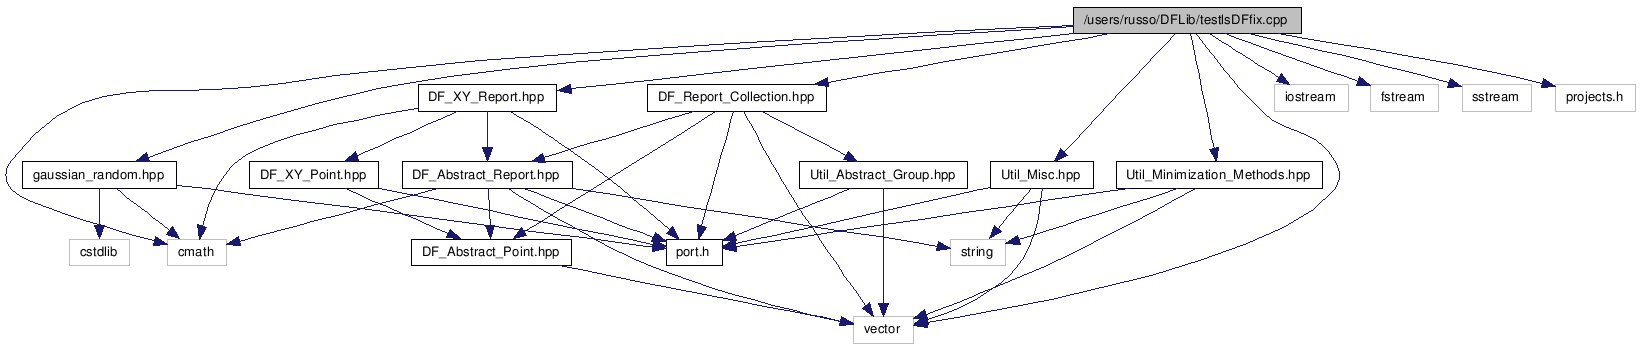 /users/russo/DFLib/testlsDFfix.cpp
DF_XY_Report.hpp
DF_Report_Collection.hpp
iostream
fstream
sstream
projects.h
gaussian_random.hpp
DF_XY_Point.hpp
DF_Abstract_Report.hpp
Util_Abstract_Group.hpp
Util_Misc.hpp
Util_Minimization_Methods.hpp
cstdlib
cmath
DF_Abstract_Point.hpp
port.h
string
vector